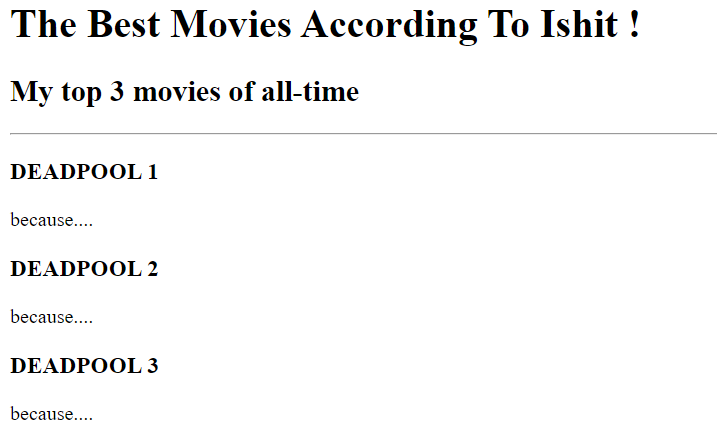 The Best Movies According To Ishit !
My top 3 movies of all-time
DEADPOOL 1
because....
DEADPOOL 2
because....
DEADPOOL 3
because....